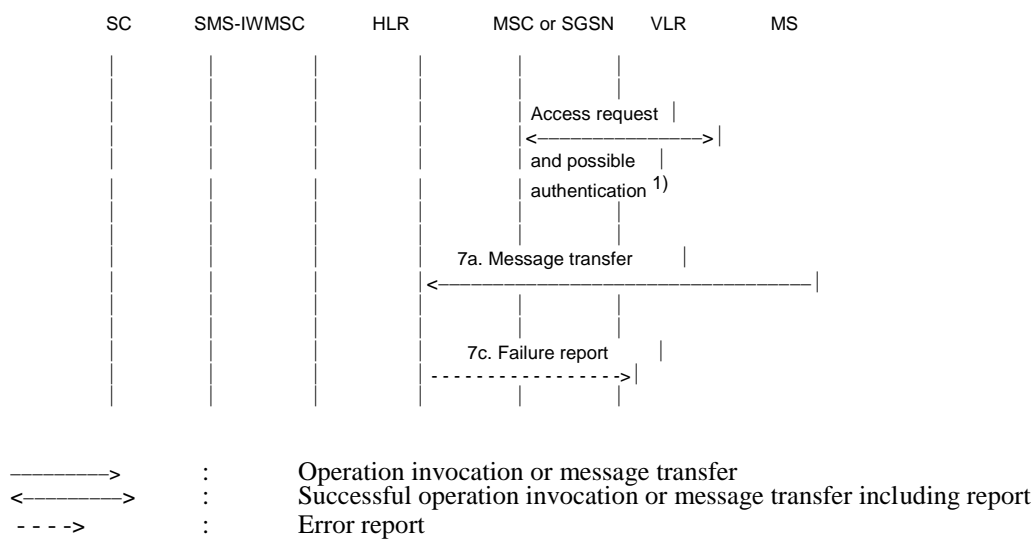 SC SMS-IWMSC HLR MSC or SGSN VLR MS
Access request
and possible
authentication 1)
7a. Message transfer
7c. Failure report
: Operation invocation or message transfer
: Successful operation invocation or message transfer including report
: Error report